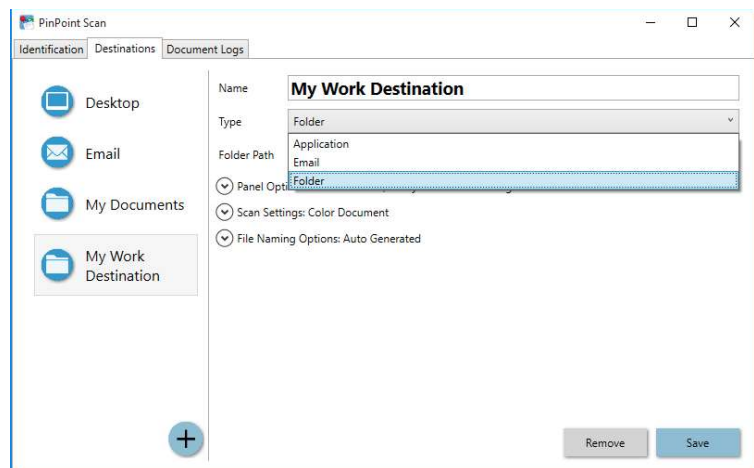 PinPoint Scan
Identification Destinations Document Logs
Desktop
Email
My Documents
My Work
Destination
Name My Work Destination
Type Folder
Application
Email
Folder
Folder Path
Panel Opti
Scan Settings: Color Document
File Naming Options: Auto Generated
Remove Save